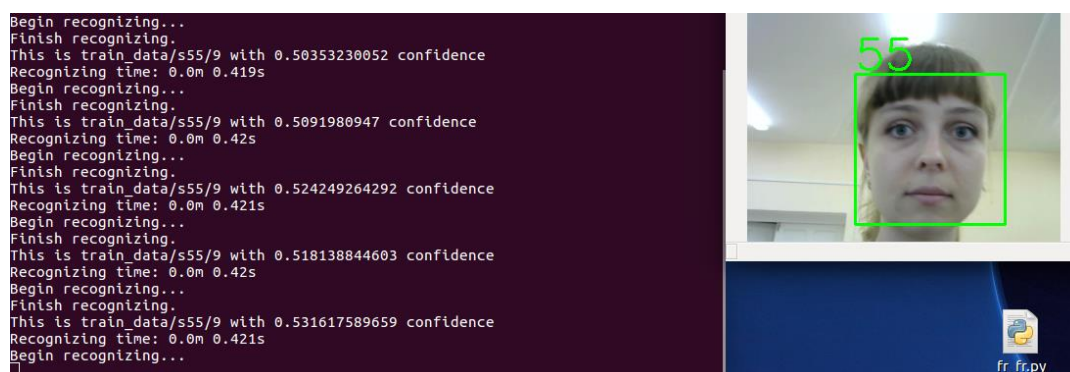 Begin recognizing...
Finish recognizing.
This is train_data/s55/9 with 0.50353230052 confidence
Recognizing time: 0.0m 0.419s
Begin recognizing...
Finish recognizing.
This is train_data/s55/9 with 0.5091980947 confidence
Recognizing time: 0.0m 0.42s
Begin recognizing...
Finish recognizing.
This is train_data/s55/9 with 0.524249264292 confidence
Recognizing time: 0.0m 0.421s
Begin recognizing...
Finish recognizing.
This is train_data/s55/9 with 0.518138844603 confidence
Recognizing time: 0.0m 0.42s
Begin recognizing...
Finish recognizing.
This is train_data/s55/9 with 0.531617589659 confidence
Recognizing time: 0.0m 0.421s
Begin recognizing...
55
fr_fr.py